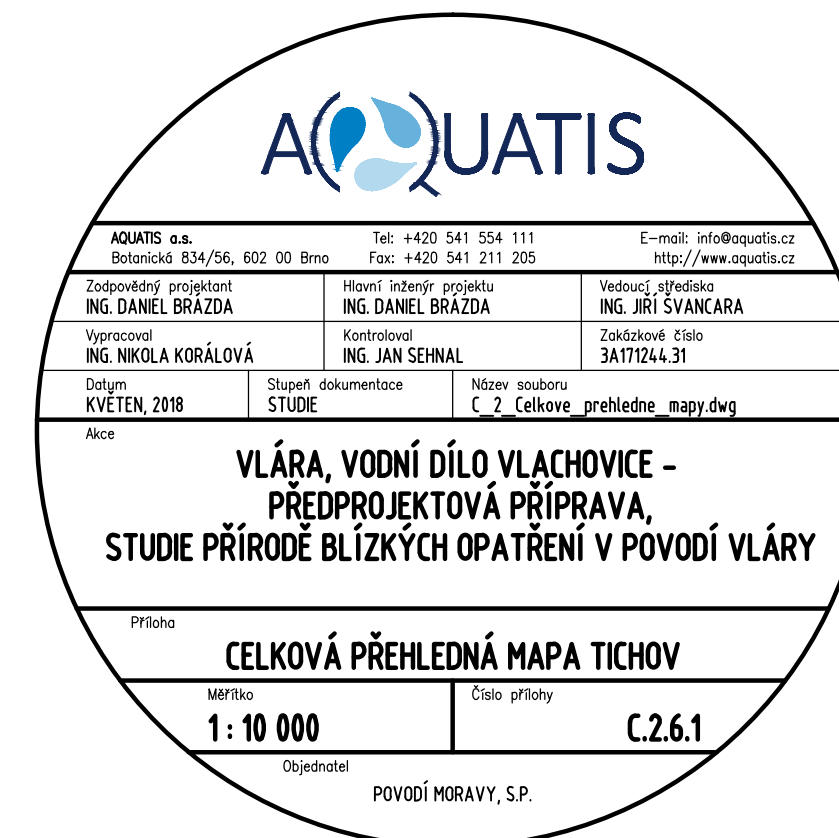 AQUATIS
AQUATIS a.s. Tel: +420 541 554 111 E-mail: info@aquatis.cz
Botanická 834/56, 602 00 Brno Fax: +420 541 211 205 http://www.aquatis.cz
Zodpovědný projektant Hlavní inženýr projektu Vedoucí střediska
ING. DANIEL BRÁZDA ING. DANIEL BRÁZDA ING. JIŘÍ ŠVANCARA
Vypracoval Kontroloval Zakázkové číslo
ING. NIKOLA KORÁLOVÁ ING. JAN SEHNAL 3A171244.31
Datum Stupeň dokumentace Název souboru
KVĚTEN, 2018 STUDIE C_2_Celkove_prehledne_mapy.dwg
Akce
VLÁRA, VODNÍ DÍLO VLACHOVICE -
PŘEDPROJEKTOVÁ PŘÍPRAVA,
STUDIE PŘÍRODĚ BLÍZKÝCH OPATŘENÍ V POVODÍ VLÁRY
Příloha
CELKOVÁ PŘEHLEDNÁ MAPA TICHOV
Měřítko Číslo přílohy
1 : 10 000 C.2.6.1
Objednatel
POVODÍ MORAVY, S.P.